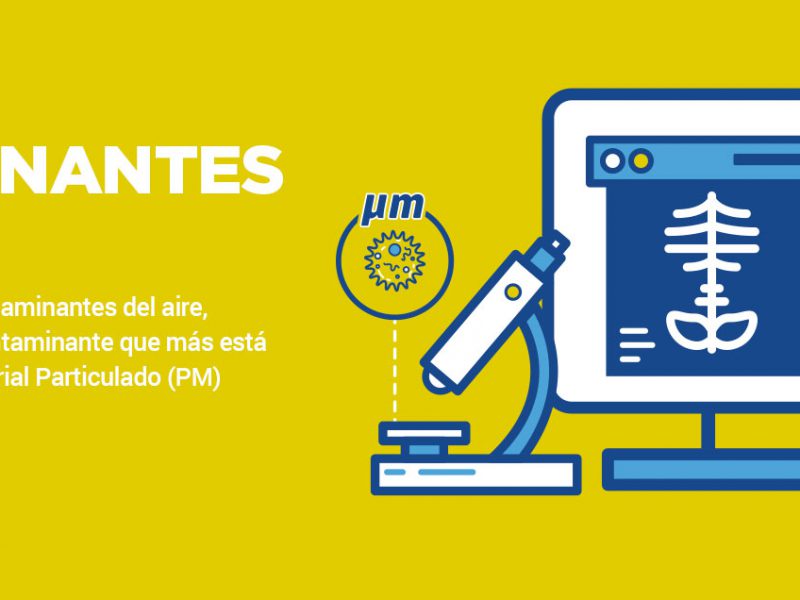 NANTES
µm
aminantes del aire,
taminante que más está
rial Particulado (PM)